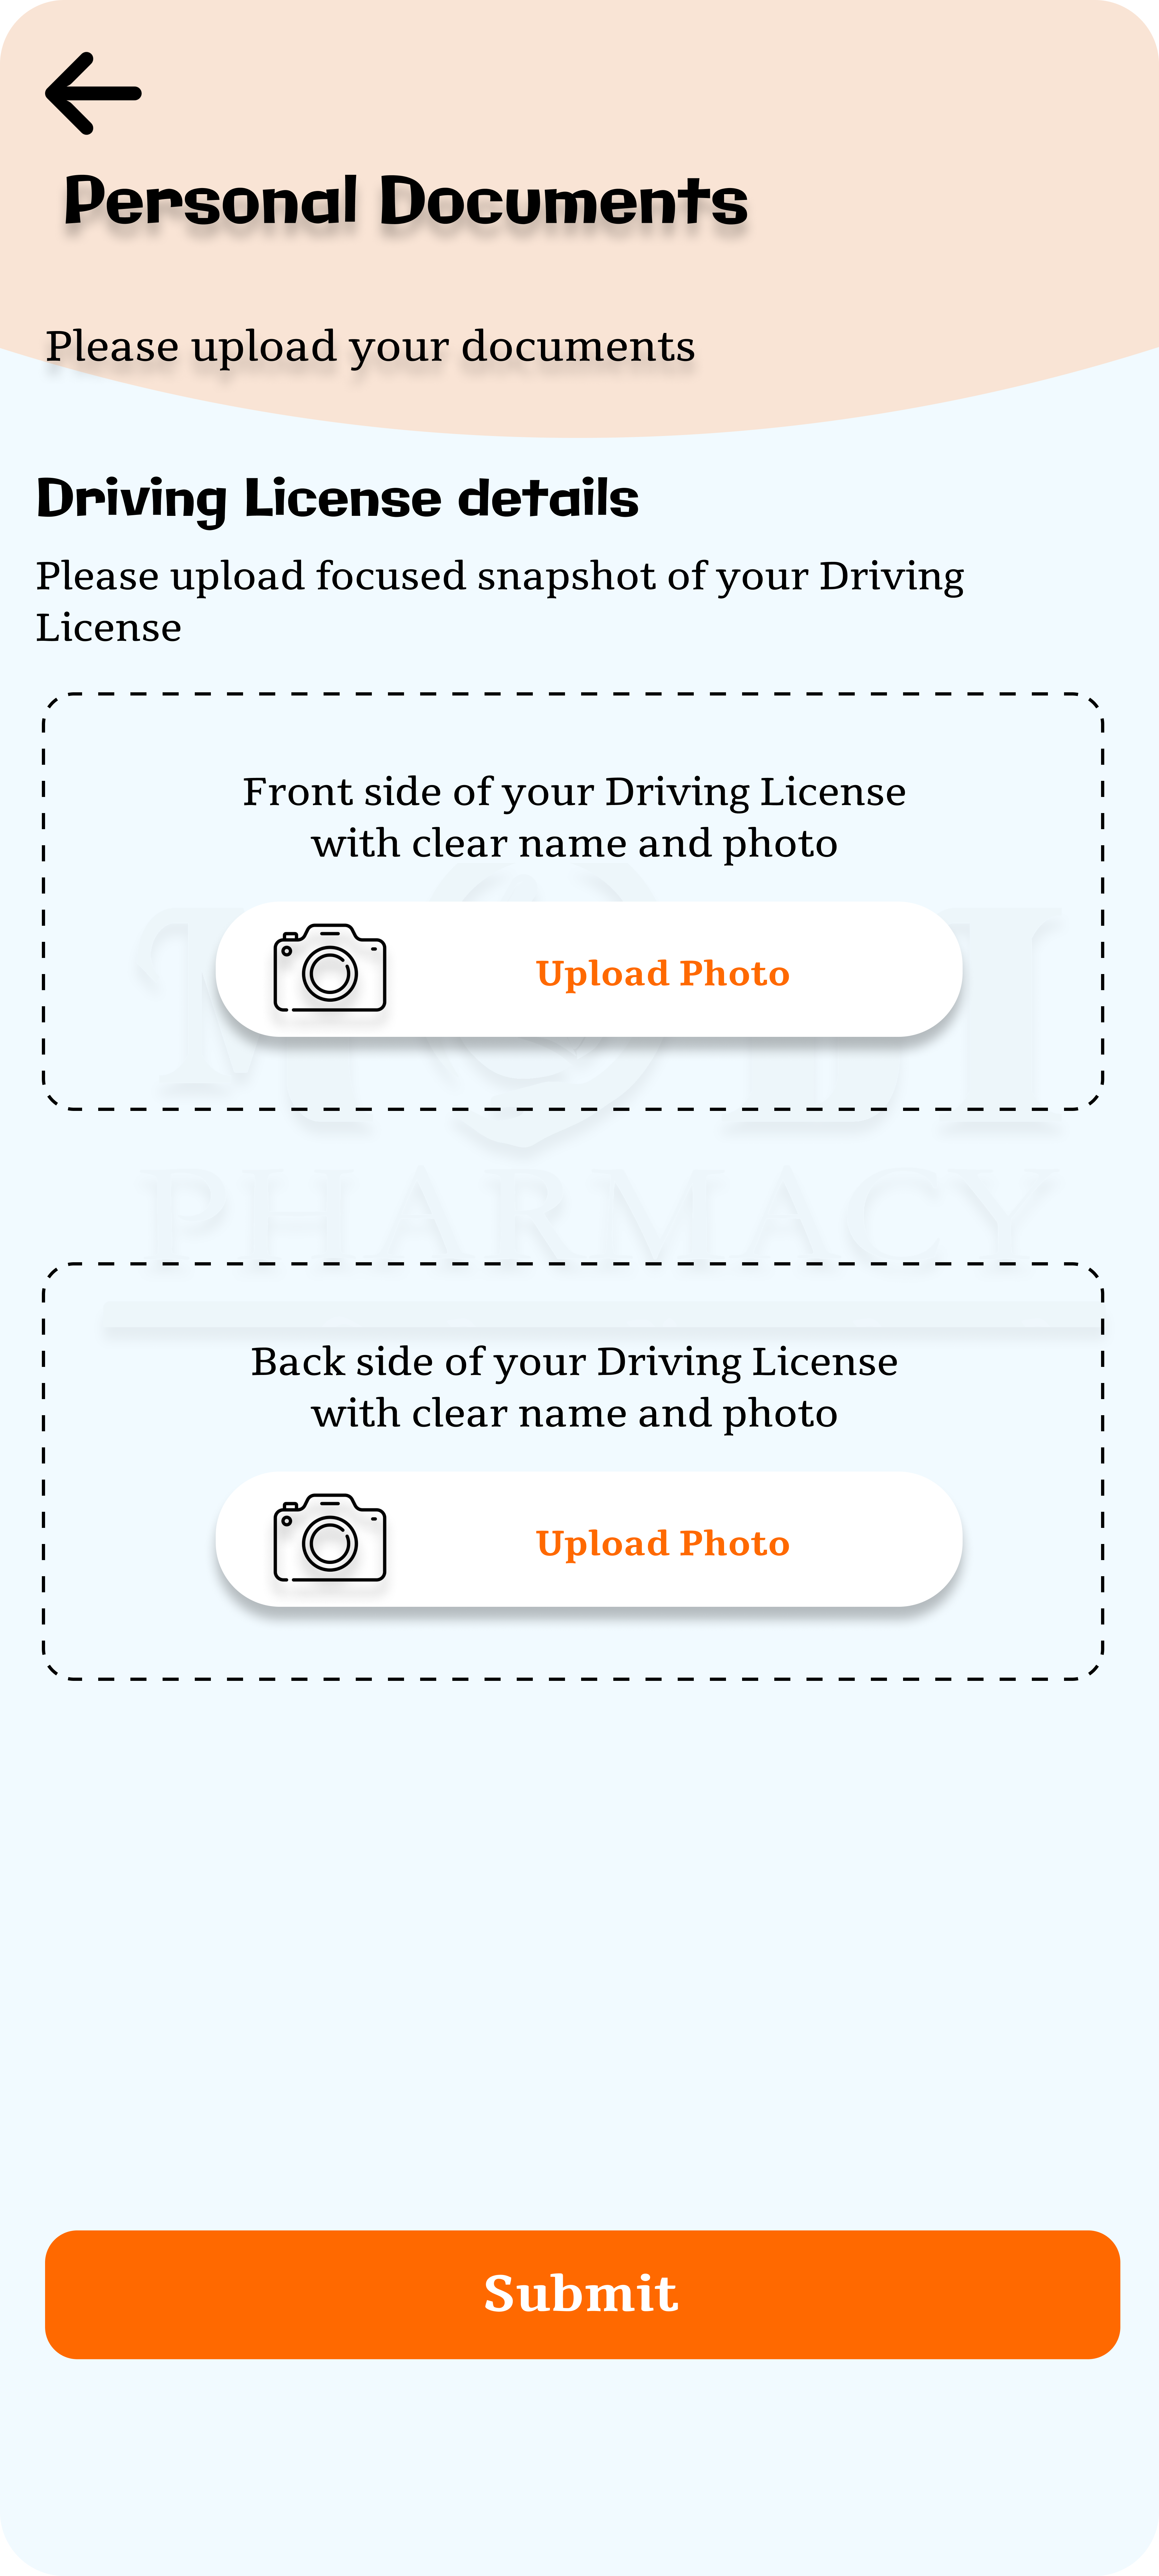 Personal Documents
Please upload your documents
Driving License details
Please upload focused snapshot of your Driving
License
Front side of your Driving License
with clear name and photo
Upload Photo
PHARMACY
Back side of your Driving License
with clear name and photo
Upload Photo
Submit